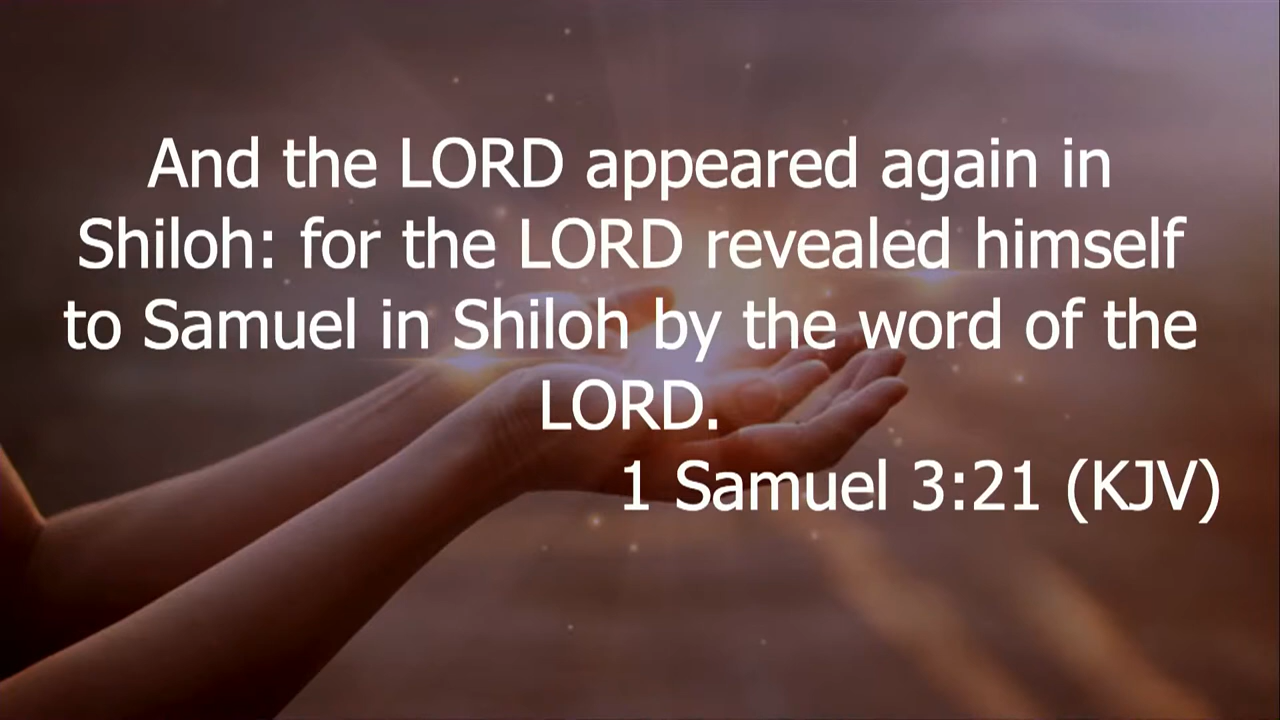 And the LORD appeared again in
Shiloh: for the LORD revealed himself
to Samuel in Shiloh by the word of the
LORD.
1 Samuel 3:21 (KJV)